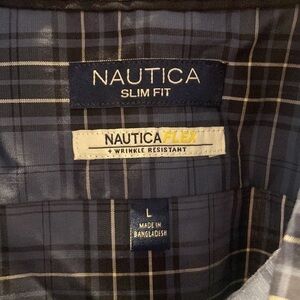 NAUTICA
SLIM FIT
NAUTICA FLEX
+ WRINKLE RESISTANT
L
MADE IN
BANGLADESH